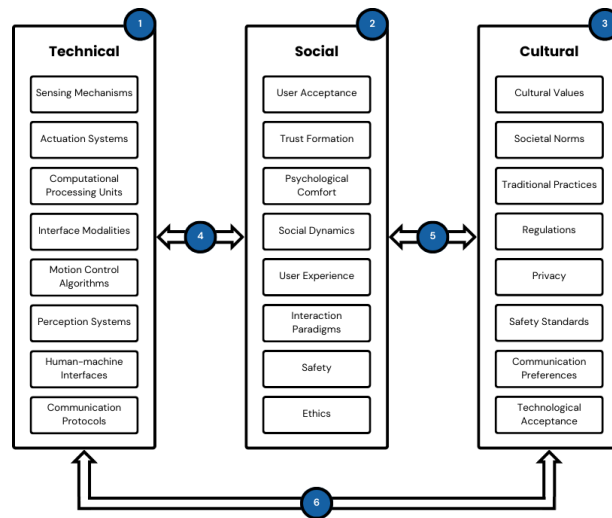 1
Technical
Sensing Mechanisms
Actuation Systems
Computational
Processing Units
Interface Modalities
Motion Control
Algorithms
Perception Systems
Human-machine
Interfaces
Communication
Protocols
2
Social
User Acceptance
Trust Formation
Psychological
Comfort
Social Dynamics
User Experience
Interaction
Paradigms
Safety
Ethics
3
Cultural
Cultural Values
Societal Norms
Traditional Practices
Regulations
Privacy
Safety Standards
Communication
Preferences
Technological
Acceptance
4
5
6